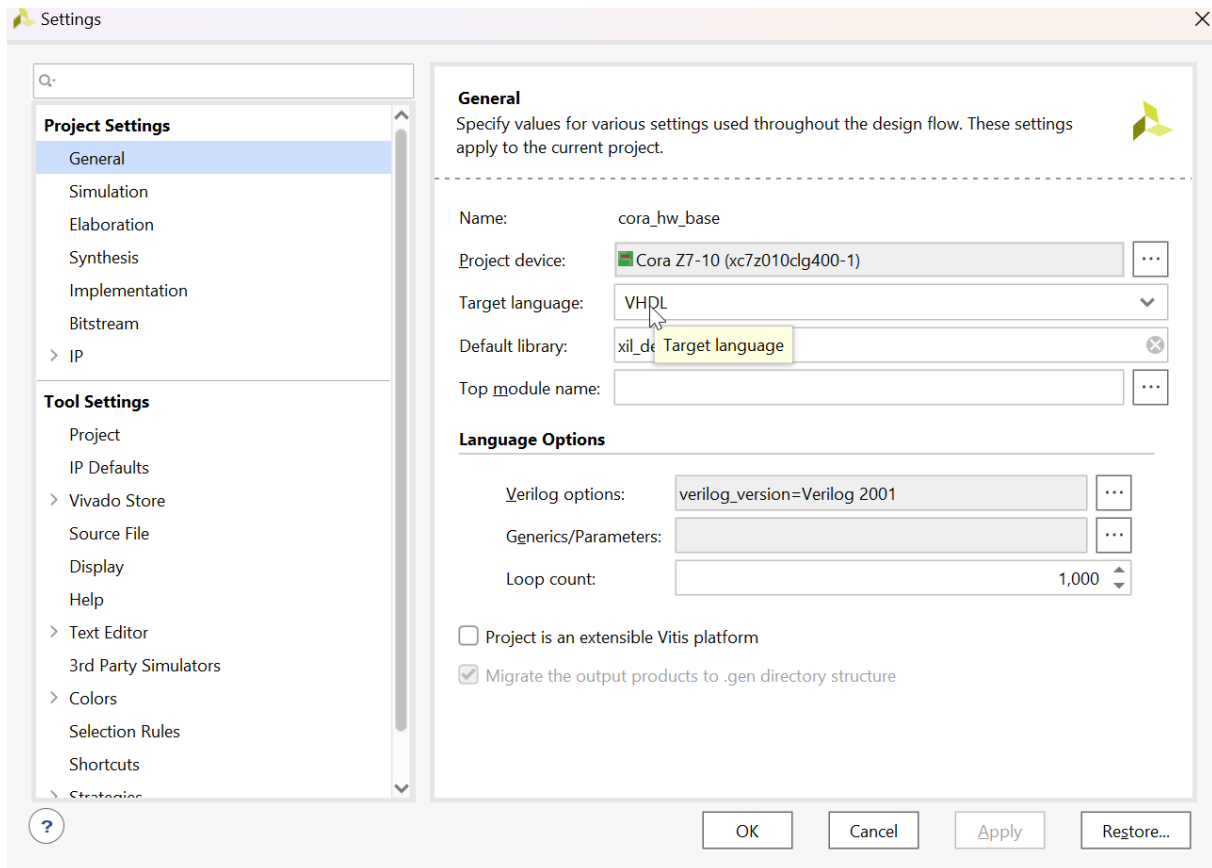 Settings
Project Settings
General
Simulation
Elaboration
Synthesis
Implementation
Bitstream
IP
Tool Settings
Project
IP Defaults
Vivado Store
Source File
Display
Help
Text Editor
3rd Party Simulators
Colors
Selection Rules
Shortcuts
Strategies
General
Specify values for various settings used throughout the design flow. These settings
apply to the current project.
Name: cora_hw_base
Project device: Cora Z7-10 (xc7z010clg400-1) ...
Target language: VHDL
Default library: xil_de
Target language
Top module name: ...
Language Options
Verilog options: verilog_version=Verilog 2001 ...
Generics/Parameters: ...
Loop count: 1,000
Project is an extensible Vitis platform
Migrate the output products to .gen directory structure
? OK Cancel Apply Restore...